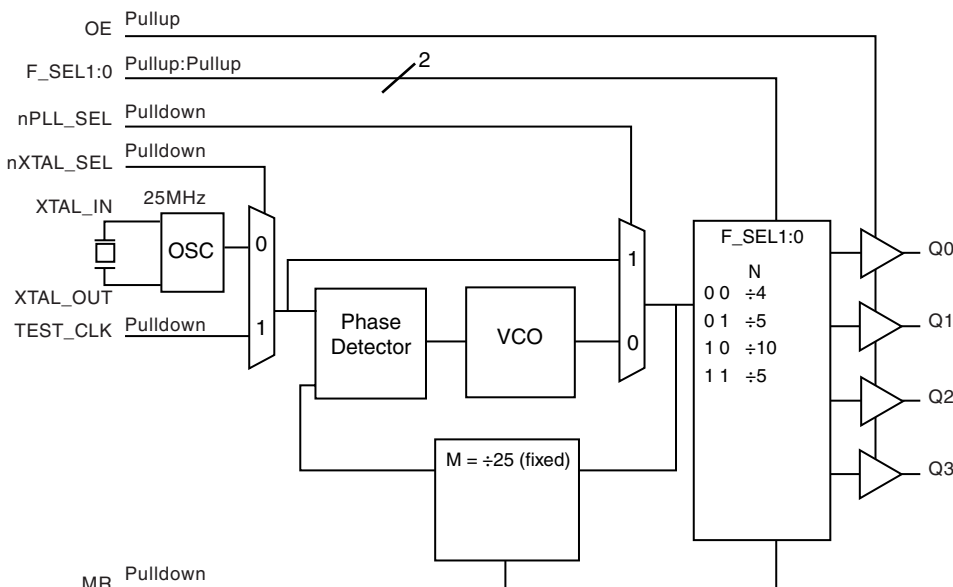 OE Pullup
F_SEL1:0 Pullup:Pullup
2
nPLL_SEL Pulldown
nXTAL_SEL Pulldown
XTAL_IN
25MHz
OSC
XTAL_OUT
TEST_CLK Pulldown
0
1
Phase
Detector
VCO
1
0
M = ÷25 (fixed)
F_SEL1:0
N
0 0 ÷4
0 1 ÷5
1 0 ÷10
1 1 ÷5
Q0
Q1
Q2
Q3
MR Pulldown